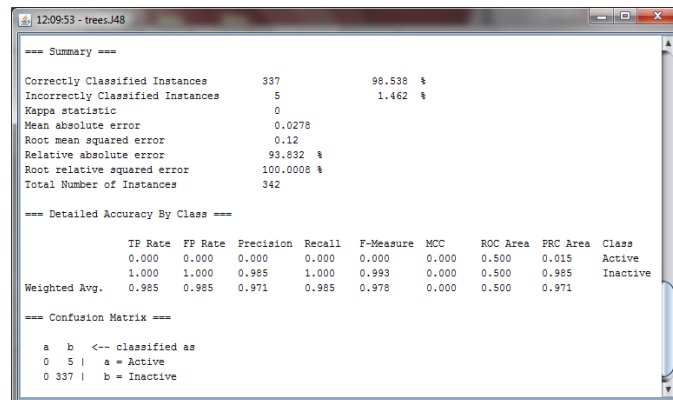 12:09:53 - trees.J48
=== Summary ===
Correctly Classified Instances 337 98.538 %
Incorrectly Classified Instances 5 1.462 %
Kappa statistic 0
Mean absolute error 0.0278
Root mean squared error 0.12
Relative absolute error 93.832 %
Root relative squared error 100.0008 %
Total Number of Instances 342
=== Detailed Accuracy By Class ===
TP Rate FP Rate Precision Recall F-Measure MCC ROC Area PRC Area Class
0.000 0.000 0.000 0.000 0.000 0.000 0.500 0.015 Active
1.000 1.000 0.985 1.000 0.993 0.000 0.500 0.985 Inactive
Weighted Avg. 0.985 0.985 0.971 0.985 0.978 0.000 0.500 0.971
=== Confusion Matrix ===
a b <-- classified as
0 5 | a = Active
0 337 | b = Inactive